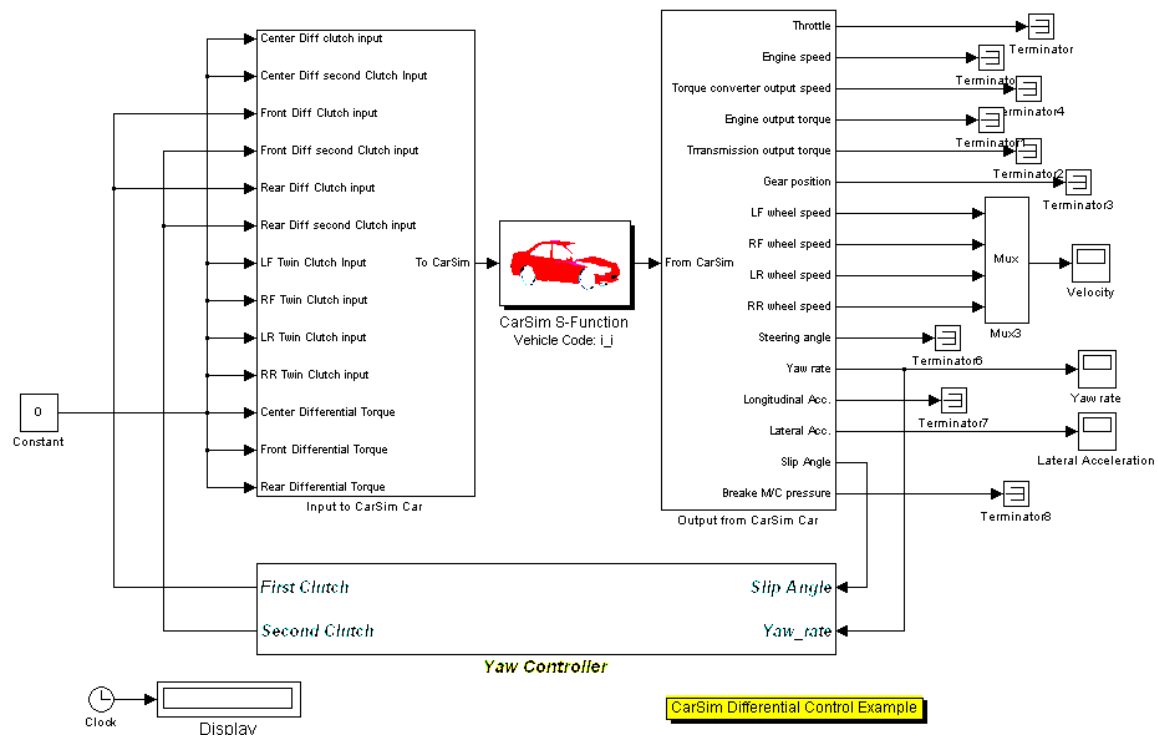 Center Diff clutch input
Center Diff second Clutch Input
Front Diff Clutch input
Front Diff second Clutch input
Rear Diff Clutch input
Rear Diff second Clutch input
LF Twin Clutch Input
RF Twin Clutch input
LR Twin Clutch input
RR Twin Clutch input
Center Differential Torque
Front Differential Torque
Rear Differential Torque
To CarSim
Input to CarSim Car
0
Constant
CarSim S-Function
Vehicle Code: i_i
From CarSim
Throttle
Engine speed
Torque converter output speed
Engine output torque
Trransmission output torque
Gear position
LF wheel speed
RF wheel speed
LR wheel speed
RR wheel speed
Steering angle
Yaw rate
Longitudinal Acc.
Lateral Acc.
Slip Angle
Breake M/C pressure
Output from CarSim Car
Terminator
Terminator
erminator4
Terminator1
Terminator2
Terminator3
Mux
Mux3
Velocity
Terminator6
Yaw rate
Terminator7
Lateral Acceleration
Terminator8
First Clutch
Slip Angle
Second Clutch
Yaw_rate
Yaw Controller
Clock
Display
CarSim Differential Control Example